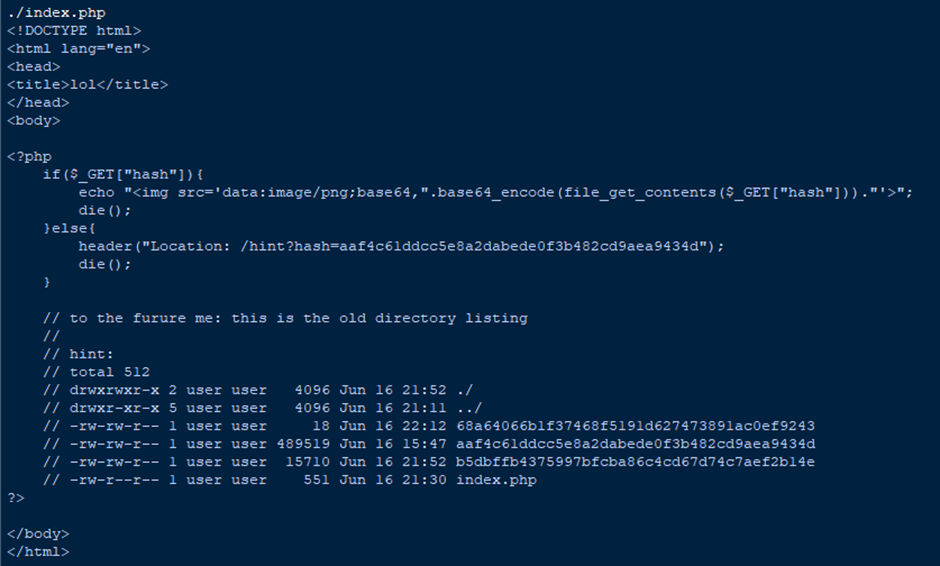 ./index.php
<!DOCTYPE html>
<html lang="en">
<head>
<title>lol</title>
</head>
<body>
<?php
if($_GET["hash"]){
echo "<img src='data:image/png;base64,".base64_encode(file_get_contents($_GET["hash"]))."'>";
die();
}else{
header("Location: /hint?hash=aaf4c61ddcc5e8a2dabede0f3b482cd9aea9434d");
die();
}
// to the furure me: this is the old directory listing
//
// hint:
// total 512
// drwxrwxr-x 2 user user   4096 Jun 16 21:52 ./
// drwxr-xr-x 5 user user   4096 Jun 16 21:11 ../
// -rw-rw-r-- 1 user user     18 Jun 16 22:12 68a64066b1f37468f5191d627473891ac0ef9243
// -rw-rw-r-- 1 user user 489519 Jun 16 15:47 aaf4c61ddcc5e8a2dabede0f3b482cd9aea9434d
// -rw-rw-r-- 1 user user  15710 Jun 16 21:52 b5dbffb4375997bfcba86c4cd67d74c7aef2b14e
// -rw-r--r-- 1 user user    551 Jun 16 21:30 index.php
?>
</body>
</html>